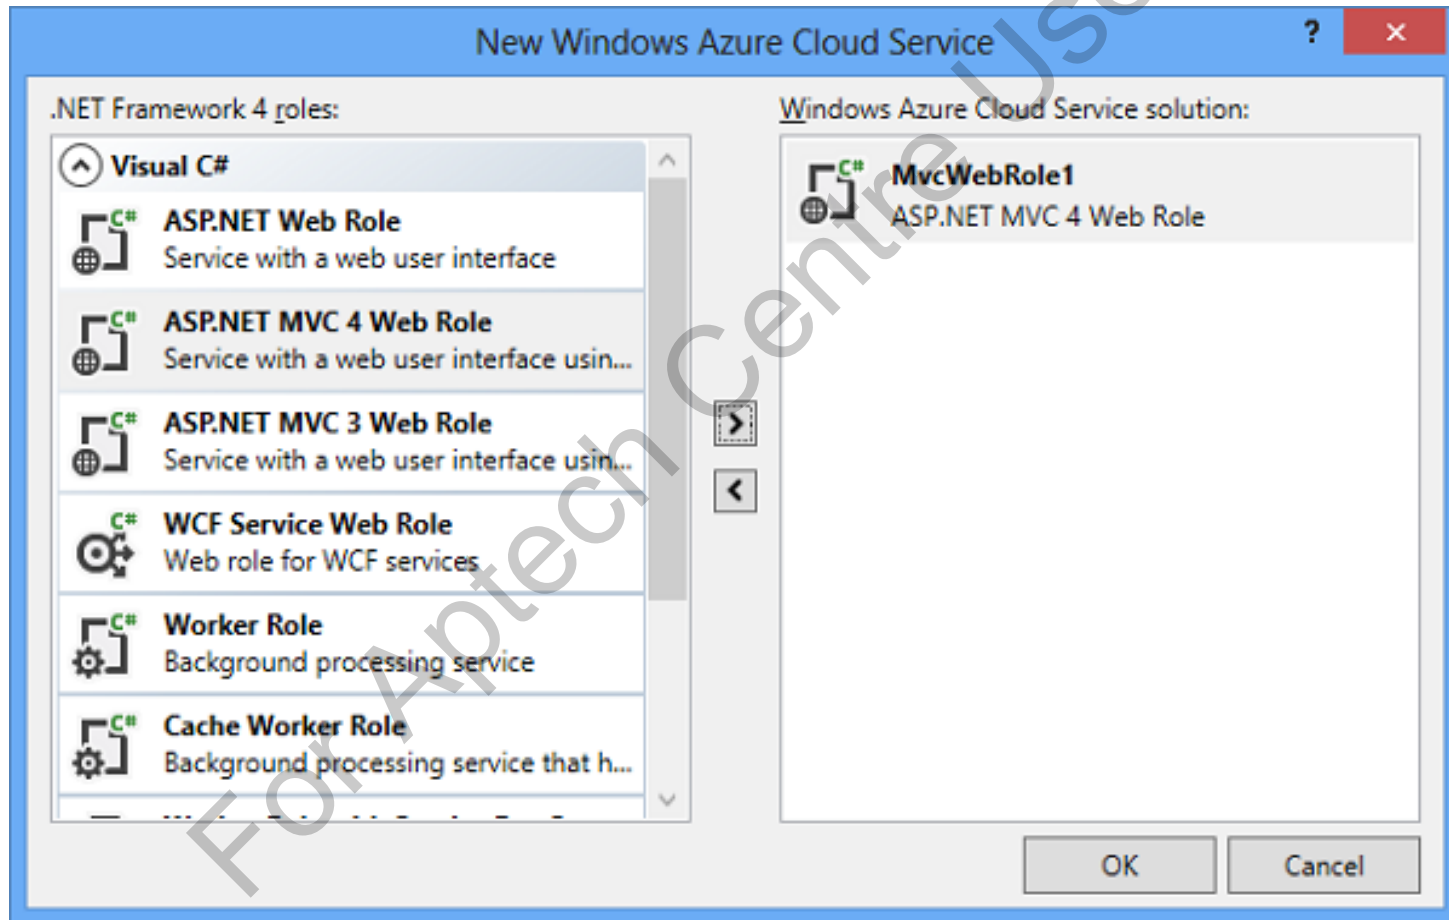 New Windows Azure Cloud Service
?
.NET Framework 4 roles:
Visual C#
C#
ASP.NET Web Role
Service with a web user interface
C#
ASP.NET MVC 4 Web Role
Service with a web user interface usin...
C#
ASP.NET MVC 3 Web Role
Service with a web user interface usin...
C#
WCF Service Web Role
Web role for WCF services
C#
Worker Role
Background processing service
C#
Cache Worker Role
Background processing service that h...
>
<
Windows Azure Cloud Service solution:
C#
MvcWebRole1
ASP.NET MVC 4 Web Role
OK
Cancel
For Aptech Centre Us